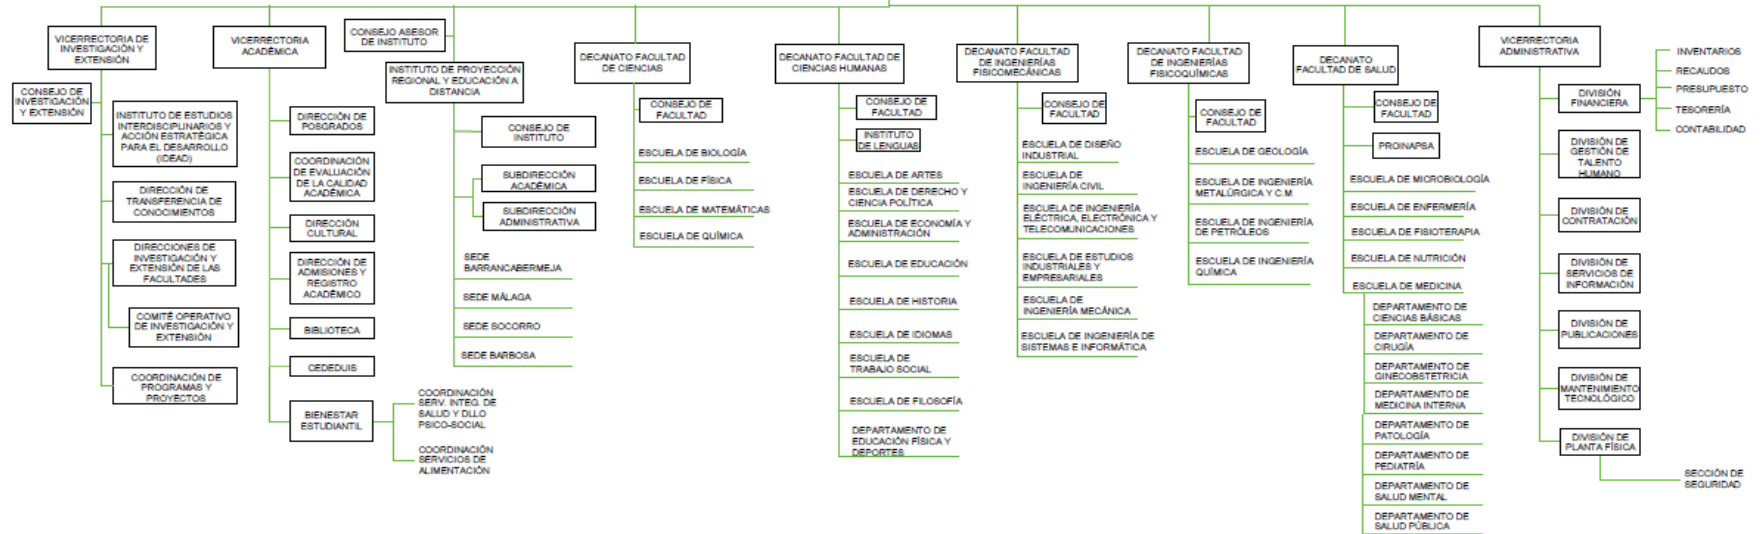 VICERRECTORIA DE
INVESTIGACIÓN Y
EXTENSIÓN
CONSEJO DE
INVESTIGACIÓN
Y EXTENSIÓN
INSTITUTO DE ESTUDIOS
INTERDISCIPLINARIOS Y
ACCIÓN ESTRATÉGICA
PARA EL DESARROLLO
(IDEAD)
DIRECCIÓN DE
TRANSFERENCIA DE
CONOCIMIENTOS
DIRECCIONES DE
INVESTIGACIÓN Y
EXTENSIÓN DE LAS
FACULTADES
COMITÉ OPERATIVO
DE INVESTIGACIÓN Y
EXTENSIÓN
COORDINACIÓN DE
PROGRAMAS Y
PROYECTOS
VICERRECTORIA
ACADÉMICA
DIRECCIÓN DE
POSGRADOS
COORDINACIÓN
DE EVALUACIÓN
DE LA CALIDAD
ACADÉMICA
DIRECCIÓN
CULTURAL
DIRECCIÓN DE
ADMISIONES Y
REGISTRO
ACADÉMICO
BIBLIOTECA
CEDEDUIS
BIENESTAR
ESTUDIANTIL
COORDINACIÓN
SERV. INTEG. DE
SALUD Y DLLO
PSICO-SOCIAL
COORDINACIÓN
SERVICIOS DE
ALIMENTACIÓN
CONSEJO ASESOR
DE INSTITUTO
INSTITUTO DE PROYECCIÓN
REGIONAL Y EDUCACIÓN A
DISTANCIA
CONSEJO DE
INSTITUTO
SUBDIRECCIÓN
ACADÉMICA
SUBDIRECCIÓN
ADMINISTRATIVA
SEDE
BARRANCABERMEJA
SEDE MÁLAGA
SEDE SOCORRO
SEDE BARBOSA
DECANATO FACULTAD
DE CIENCIAS
CONSEJO DE
FACULTAD
ESCUELA DE BIOLOGÍA
ESCUELA DE FÍSICA
ESCUELA DE MATEMÁTICAS
ESCUELA DE QUÍMICA
DECANATO FACULTAD DE
CIENCIAS HUMANAS
CONSEJO DE
FACULTAD
INSTITUTO
DE LENGUAS
ESCUELA DE ARTES
ESCUELA DE DERECHO Y
CIENCIA POLÍTICA
ESCUELA DE ECONOMÍA Y
ADMINISTRACIÓN
ESCUELA DE EDUCACIÓN
ESCUELA DE HISTORIA
ESCUELA DE IDIOMAS
ESCUELA DE
TRABAJO SOCIAL
ESCUELA DE FILOSOFÍA
DEPARTAMENTO DE
EDUCACIÓN FÍSICA Y
DEPORTES
DECANATO FACULTAD
DE INGENIERÍAS
FISICOMECÁNICAS
CONSEJO DE
FACULTAD
ESCUELA DE DISEÑO
INDUSTRIAL
ESCUELA DE
INGENIERÍA CIVIL
ESCUELA DE INGENIERÍA
ELÉCTRICA, ELECTRÓNICA Y
TELECOMUNICACIONES
ESCUELA DE ESTUDIOS
INDUSTRIALES Y
EMPRESARIALES
ESCUELA DE
INGENIERÍA MECÁNICA
ESCUELA DE INGENIERÍA DE
SISTEMAS E INFORMÁTICA
DECANATO FACULTAD
DE INGENIERÍAS
FISICOQUÍMICAS
CONSEJO DE
FACULTAD
ESCUELA DE GEOLOGÍA
ESCUELA DE INGENIERÍA
METALÚRGICA Y C.M
ESCUELA DE INGENIERÍA
DE PETRÓLEOS
ESCUELA DE INGENIERÍA
QUÍMICA
DECANATO
FACULTAD DE SALUD
CONSEJO DE
FACULTAD
PROINAPSA
ESCUELA DE MICROBIOLOGÍA
ESCUELA DE ENFERMERÍA
ESCUELA DE FISIOTERAPIA
ESCUELA DE NUTRICIÓN
ESCUELA DE MEDICINA
DEPARTAMENTO DE
CIENCIAS BÁSICAS
DEPARTAMENTO DE
CIRUGÍA
DEPARTAMENTO DE
GINECOBSTETRICIA
DEPARTAMENTO DE
MEDICINA INTERNA
DEPARTAMENTO DE
PATOLOGÍA
DEPARTAMENTO DE
PEDIATRÍA
DEPARTAMENTO DE
SALUD MENTAL
DEPARTAMENTO DE
SALUD PÚBLICA
VICERRECTORIA
ADMINISTRATIVA
DIVISIÓN
FINANCIERA
INVENTARIOS
RECAUDOS
PRESUPUESTO
TESORERÍA
CONTABILIDAD
DIVISIÓN DE
GESTIÓN DE
TALENTO
HUMANO
DIVISIÓN DE
CONTRATACIÓN
DIVISIÓN DE
SERVICIOS DE
INFORMACIÓN
DIVISIÓN DE
PUBLICACIONES
DIVISIÓN DE
MANTENIMIENTO
TECNOLÓGICO
DIVISIÓN DE
PLANTA FÍSICA
SECCIÓN DE
SEGURIDAD